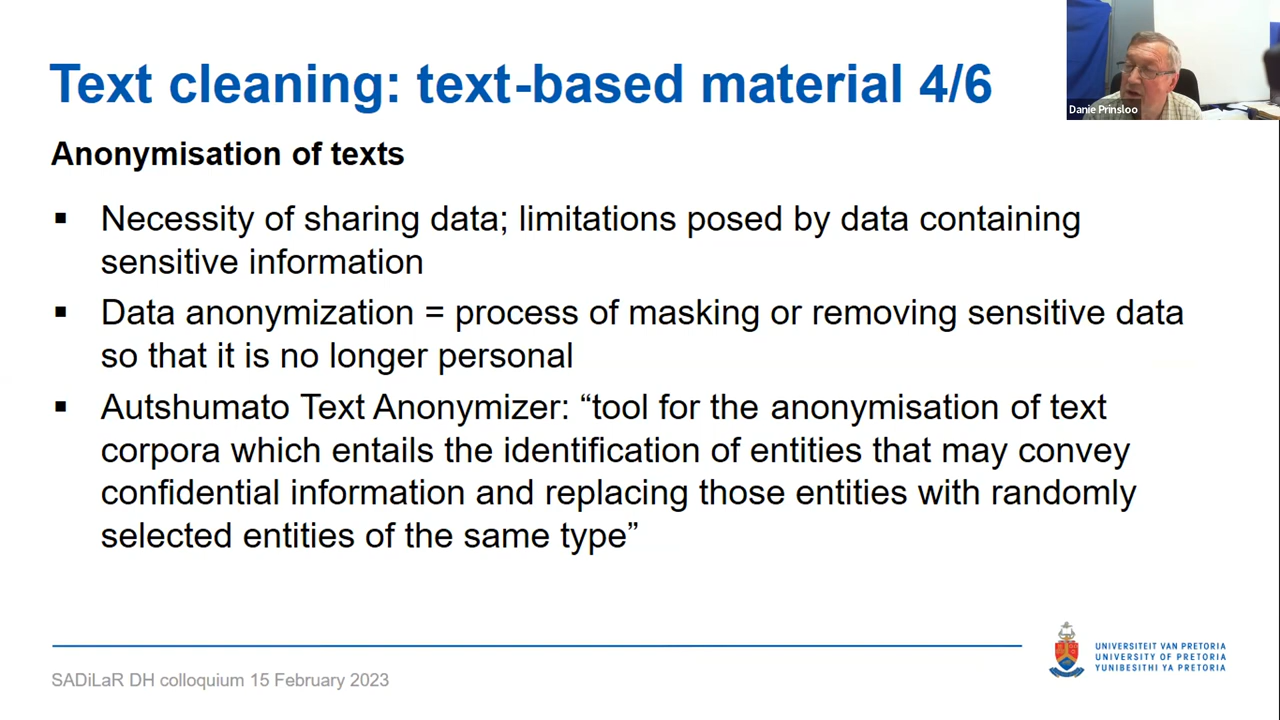 Text cleaning: text-based material 4/6
Danie Prinsloo
Anonymisation of texts
▪ Necessity of sharing data; limitations posed by data containing
sensitive information
▪ Data anonymization = process of masking or removing sensitive data
so that it is no longer personal
▪ Autshumato Text Anonymizer: “tool for the anonymisation of text
corpora which entails the identification of entities that may convey
confidential information and replacing those entities with randomly
selected entities of the same type”
SADiLaR DH colloquium 15 February 2023
UNIVERSITEIT VAN PRETORIA
UNIVERSITY OF PRETORIA
YUNIBESITHI YA PRETORIA